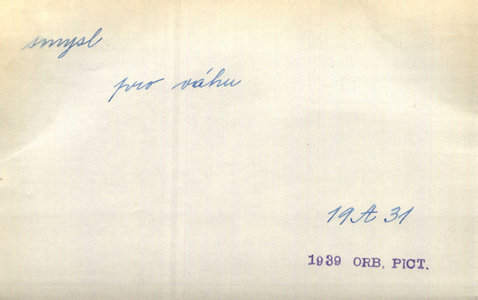 smysl
pro váhu
19A31
1939 ORB. PICT.